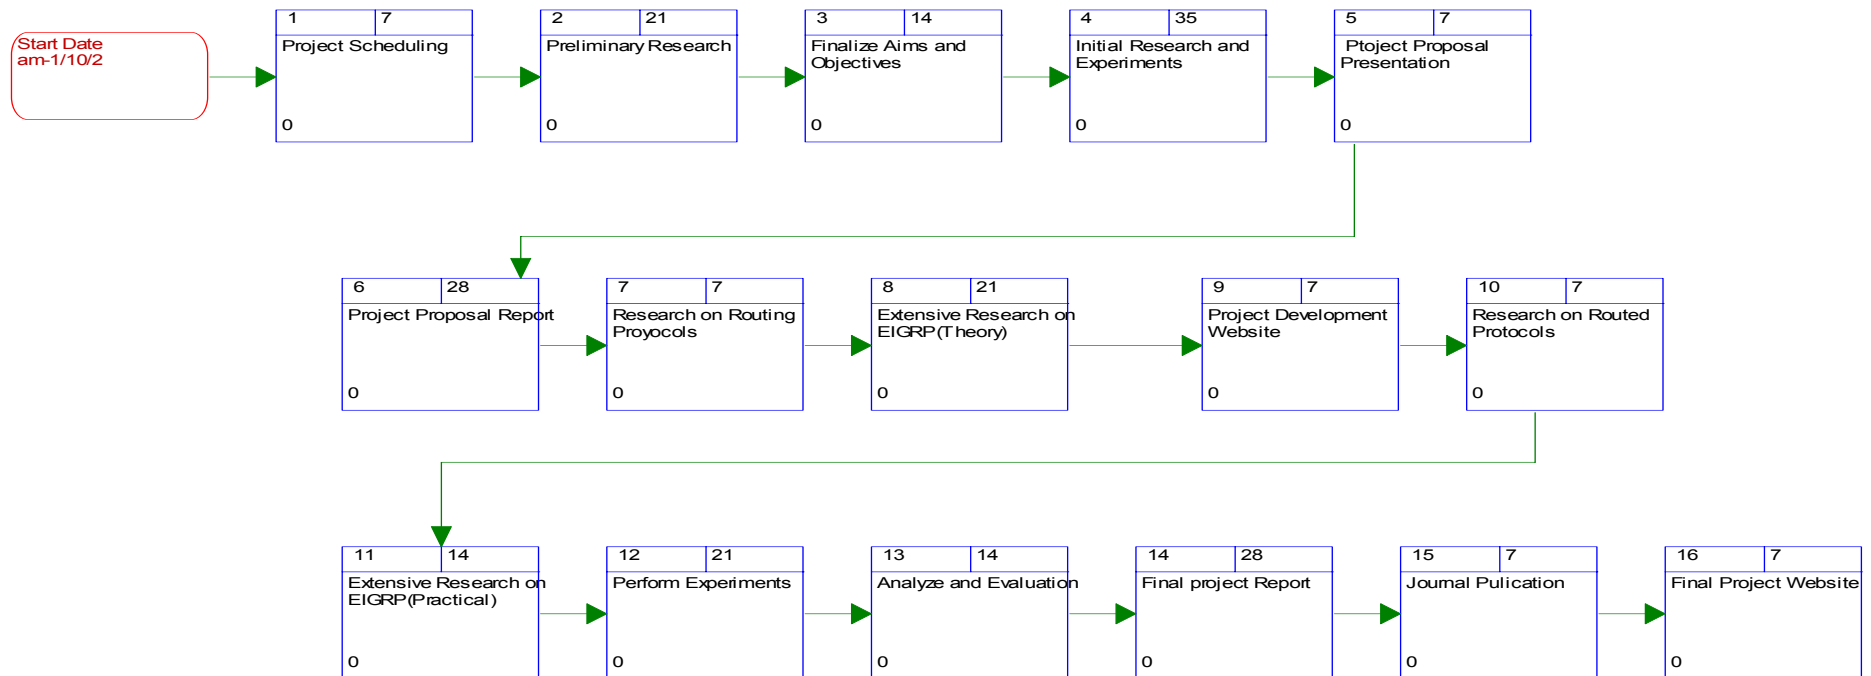 Start Date
am-1/10/2
1 7
Project Scheduling
0
2 21
Preliminary Research
0
3 14
Finalize Aims and
Objectives
0
4 35
Initial Research and
Experiments
0
5 7
Ptoject Proposal
Presentation
0
6 28
Project Proposal Report
0
7 7
Research on Routing
Proyocols
0
8 21
Extensive Research on
EIGRP(Theory)
0
9 7
Project Development
Website
0
10 7
Research on Routed
Protocols
0
11 14
Extensive Research on
EIGRP(Practical)
0
12 21
Perform Experiments
0
13 14
Analyze and Evaluation
0
14 28
Final project Report
0
15 7
Journal Pulication
0
16 7
Final Project Website
0